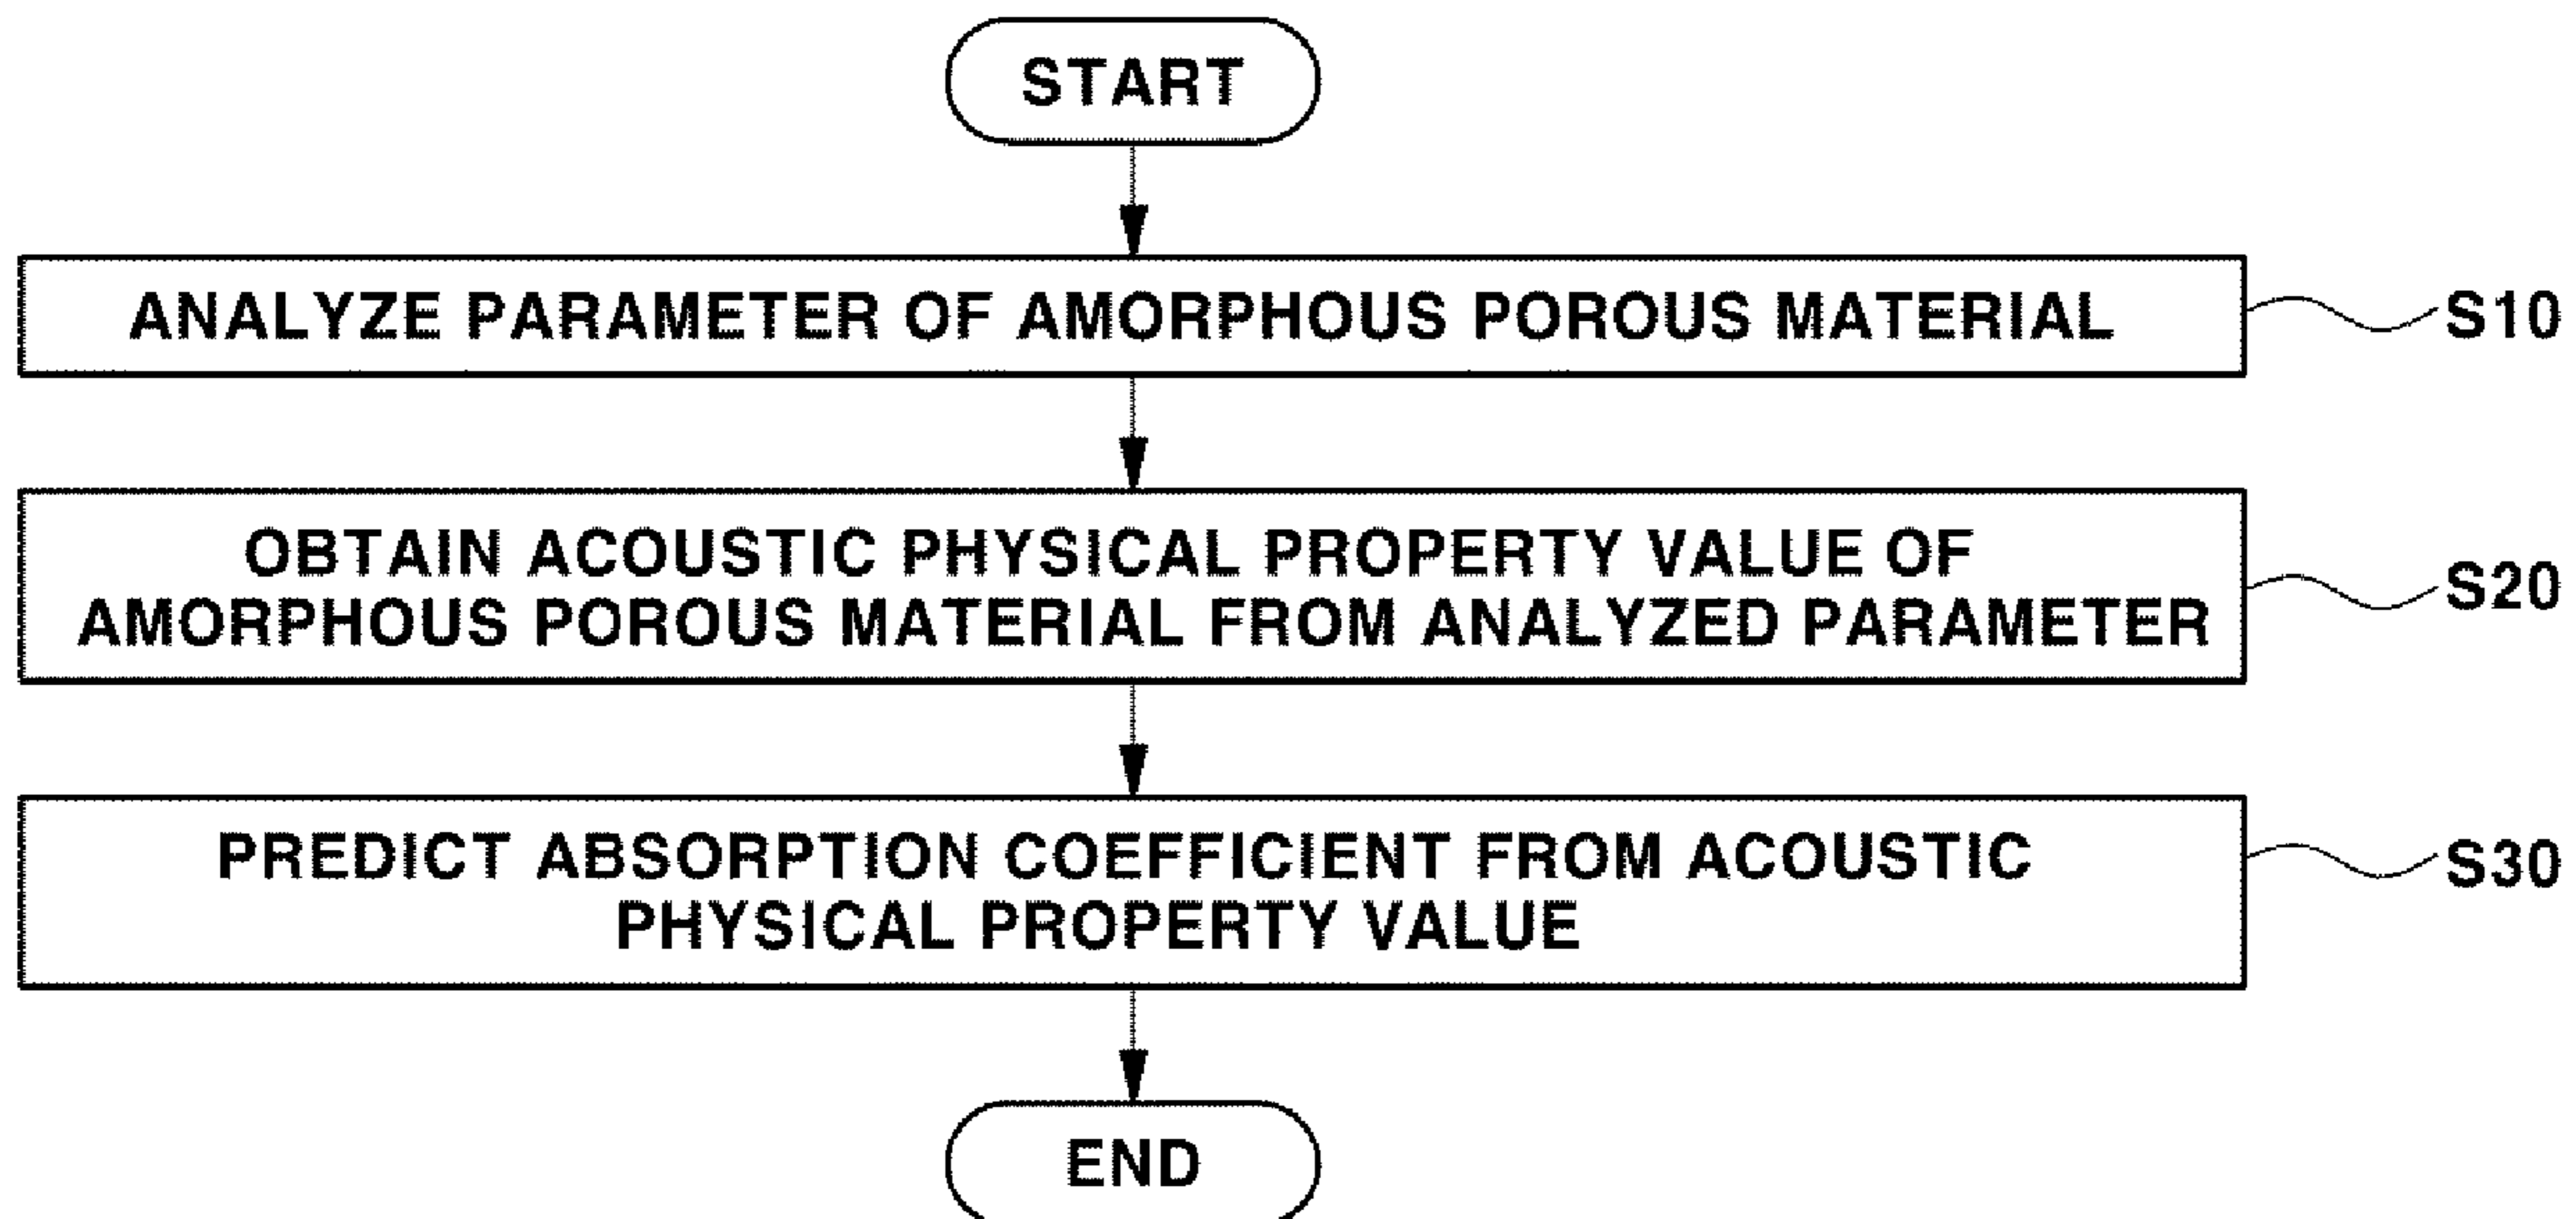 START
ANALYZE PARAMETER OF AMORPHOUS POROUS MATERIAL
S10
OBTAIN ACOUSTIC PHYSICAL PROPERTY VALUE OF
AMORPHOUS POROUS MATERIAL FROM ANALYZED PARAMETER
S20
PREDICT ABSORPTION COEFFICIENT FROM ACOUSTIC
PHYSICAL PROPERTY VALUE
S30
END